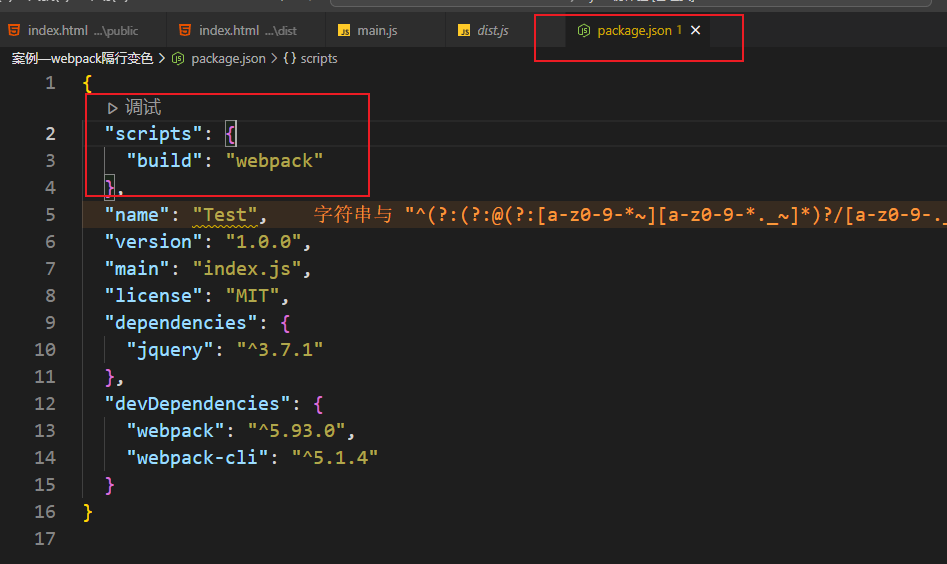 index.html ...\public index.html ...\dist main.js dist.js package.json 1
案例—webpack隔行变色 > package.json > {} scripts
1 {
调试
2 "scripts": {
3 "build": "webpack"
4 },
5 "name": "Test", 字符串与 "^(?:(?:@(?:[a-z0-9-*~][a-z0-9-*._~]*)?/[a-z0-9-._
6 "version": "1.0.0",
7 "main": "index.js",
8 "license": "MIT",
9 "dependencies": {
10 "jquery": "^3.7.1"
11 },
12 "devDependencies": {
13 "webpack": "^5.93.0",
14 "webpack-cli": "^5.1.4"
15 }
16 }
17